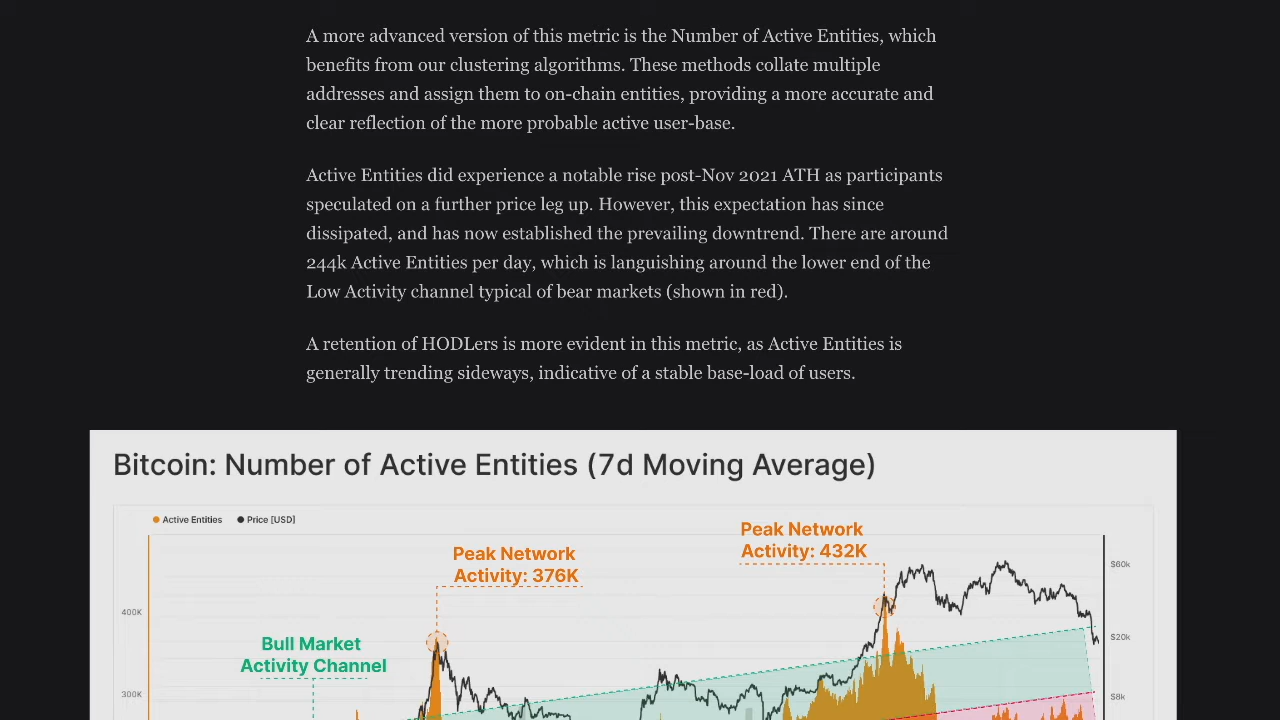 A more advanced version of this metric is the Number of Active Entities, which
benefits from our clustering algorithms. These methods collate multiple
addresses and assign them to on-chain entities, providing a more accurate and
clear reflection of the more probable active user-base.
Active Entities did experience a notable rise post-Nov 2021 ATH as participants
speculated on a further price leg up. However, this expectation has since
dissipated, and has now established the prevailing downtrend. There are around
244k Active Entities per day, which is languishing around the lower end of the
Low Activity channel typical of bear markets (shown in red).
A retention of HODLers is more evident in this metric, as Active Entities is
generally trending sideways, indicative of a stable base-load of users.
Bitcoin: Number of Active Entities (7d Moving Average)
Active Entities Price [USD]
Peak Network
Activity: 432K
Peak Network
Activity: 376K
$60k
400K
$20k
Bull Market
Activity Channel
300K
$8k